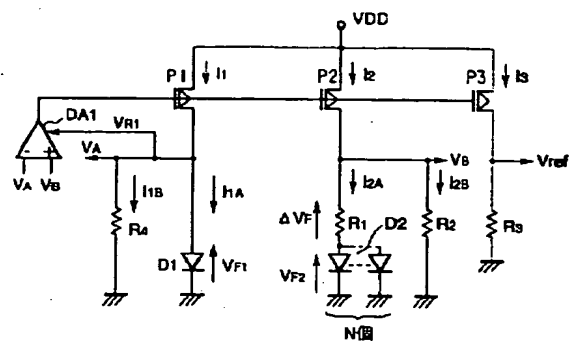 VDD
P1
I1
P2
I2
P3
I3
DA1
VR1
VA
VB
Vref
- +
VA VB
I1B
I1A
I2A
I2B
R4
ΔVF
R1
D2
R2
R3
D1
VF1
VF2
N個